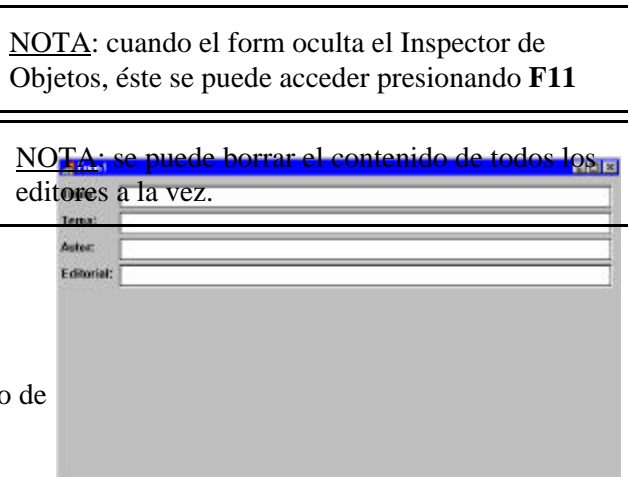 NOTA: cuando el form oculta el Inspector de
Objetos, éste se puede acceder presionando F11
NOTA: se puede borrar el contenido de todos los
editores a la vez.
Tema:
Autor:
Editorial:
o de